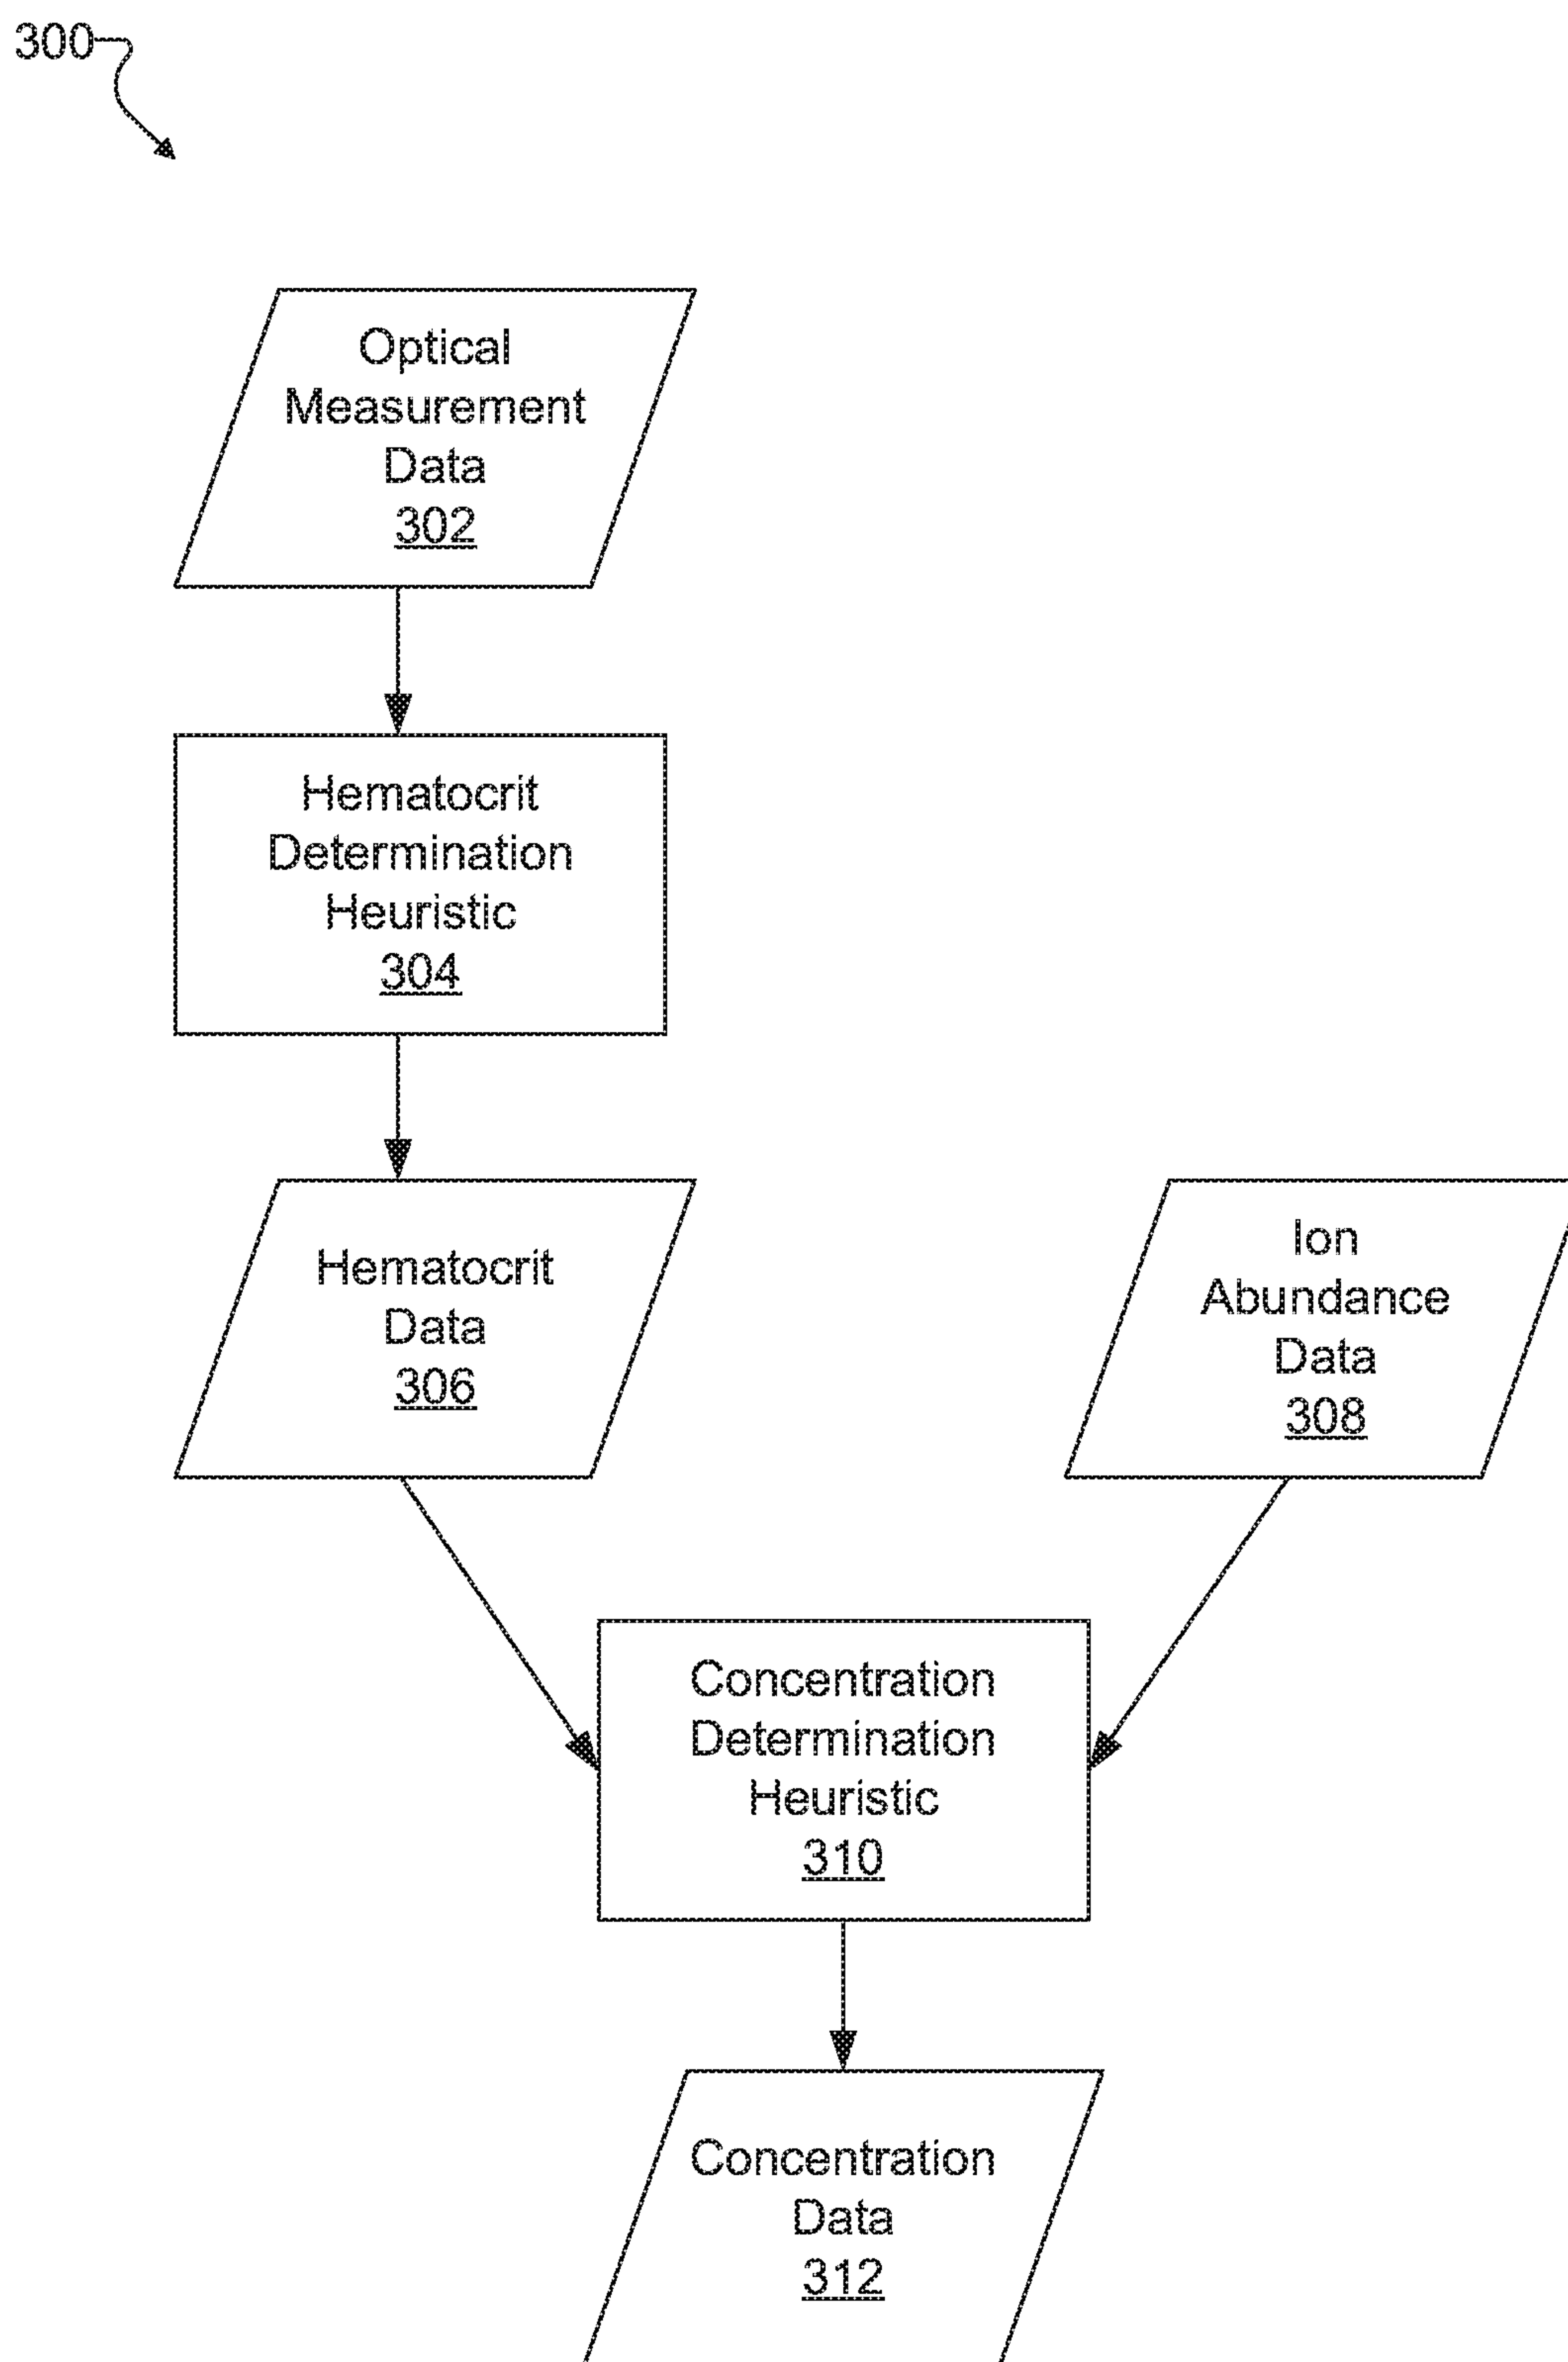 300
Optical
Measurement
Data
302
Hematocrit
Determination
Heuristic
304
Hematocrit
Data
306
Ion
Abundance
Data
308
Concentration
Determination
Heuristic
310
Concentration
Data
312